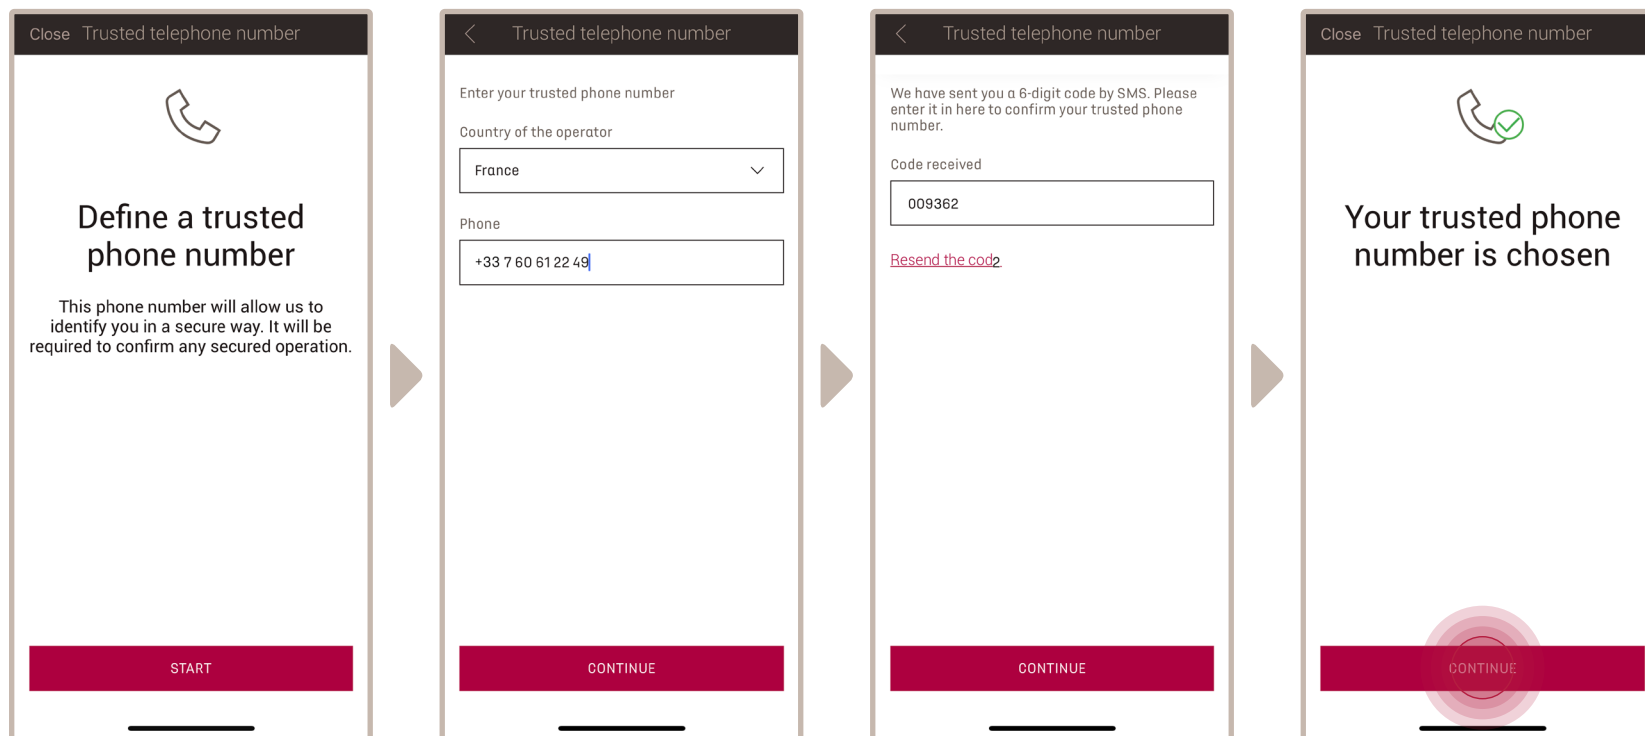 Close Trusted telephone number
Define a trusted
phone number
This phone number will allow us to
identify you in a secure way. It will be
required to confirm any secured operation.
START
Trusted telephone number
Enter your trusted phone number
Country of the operator
France
Phone
+33 7 60 61 22 49
CONTINUE
Trusted telephone number
We have sent you a 6-digit code by SMS. Please
enter it in here to confirm your trusted phone
number.
Code received
009362
Resend the cod2
CONTINUE
Close Trusted telephone number
Your trusted phone
number is chosen
CONTINUE